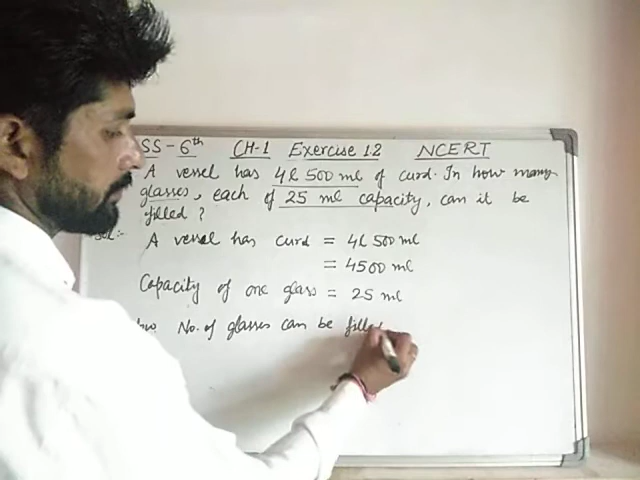 SS - 6th CH-1 Exercise 1.2 NCERT
A vessel has 4l 500 ml of curd. In how many
glasses, each of 25 ml capacity, can it be
filled ?
Sol:- A vessel has curd = 4l 500 ml
= 4500 ml
Capacity of one glass = 25 ml
No. of glasses can be filled